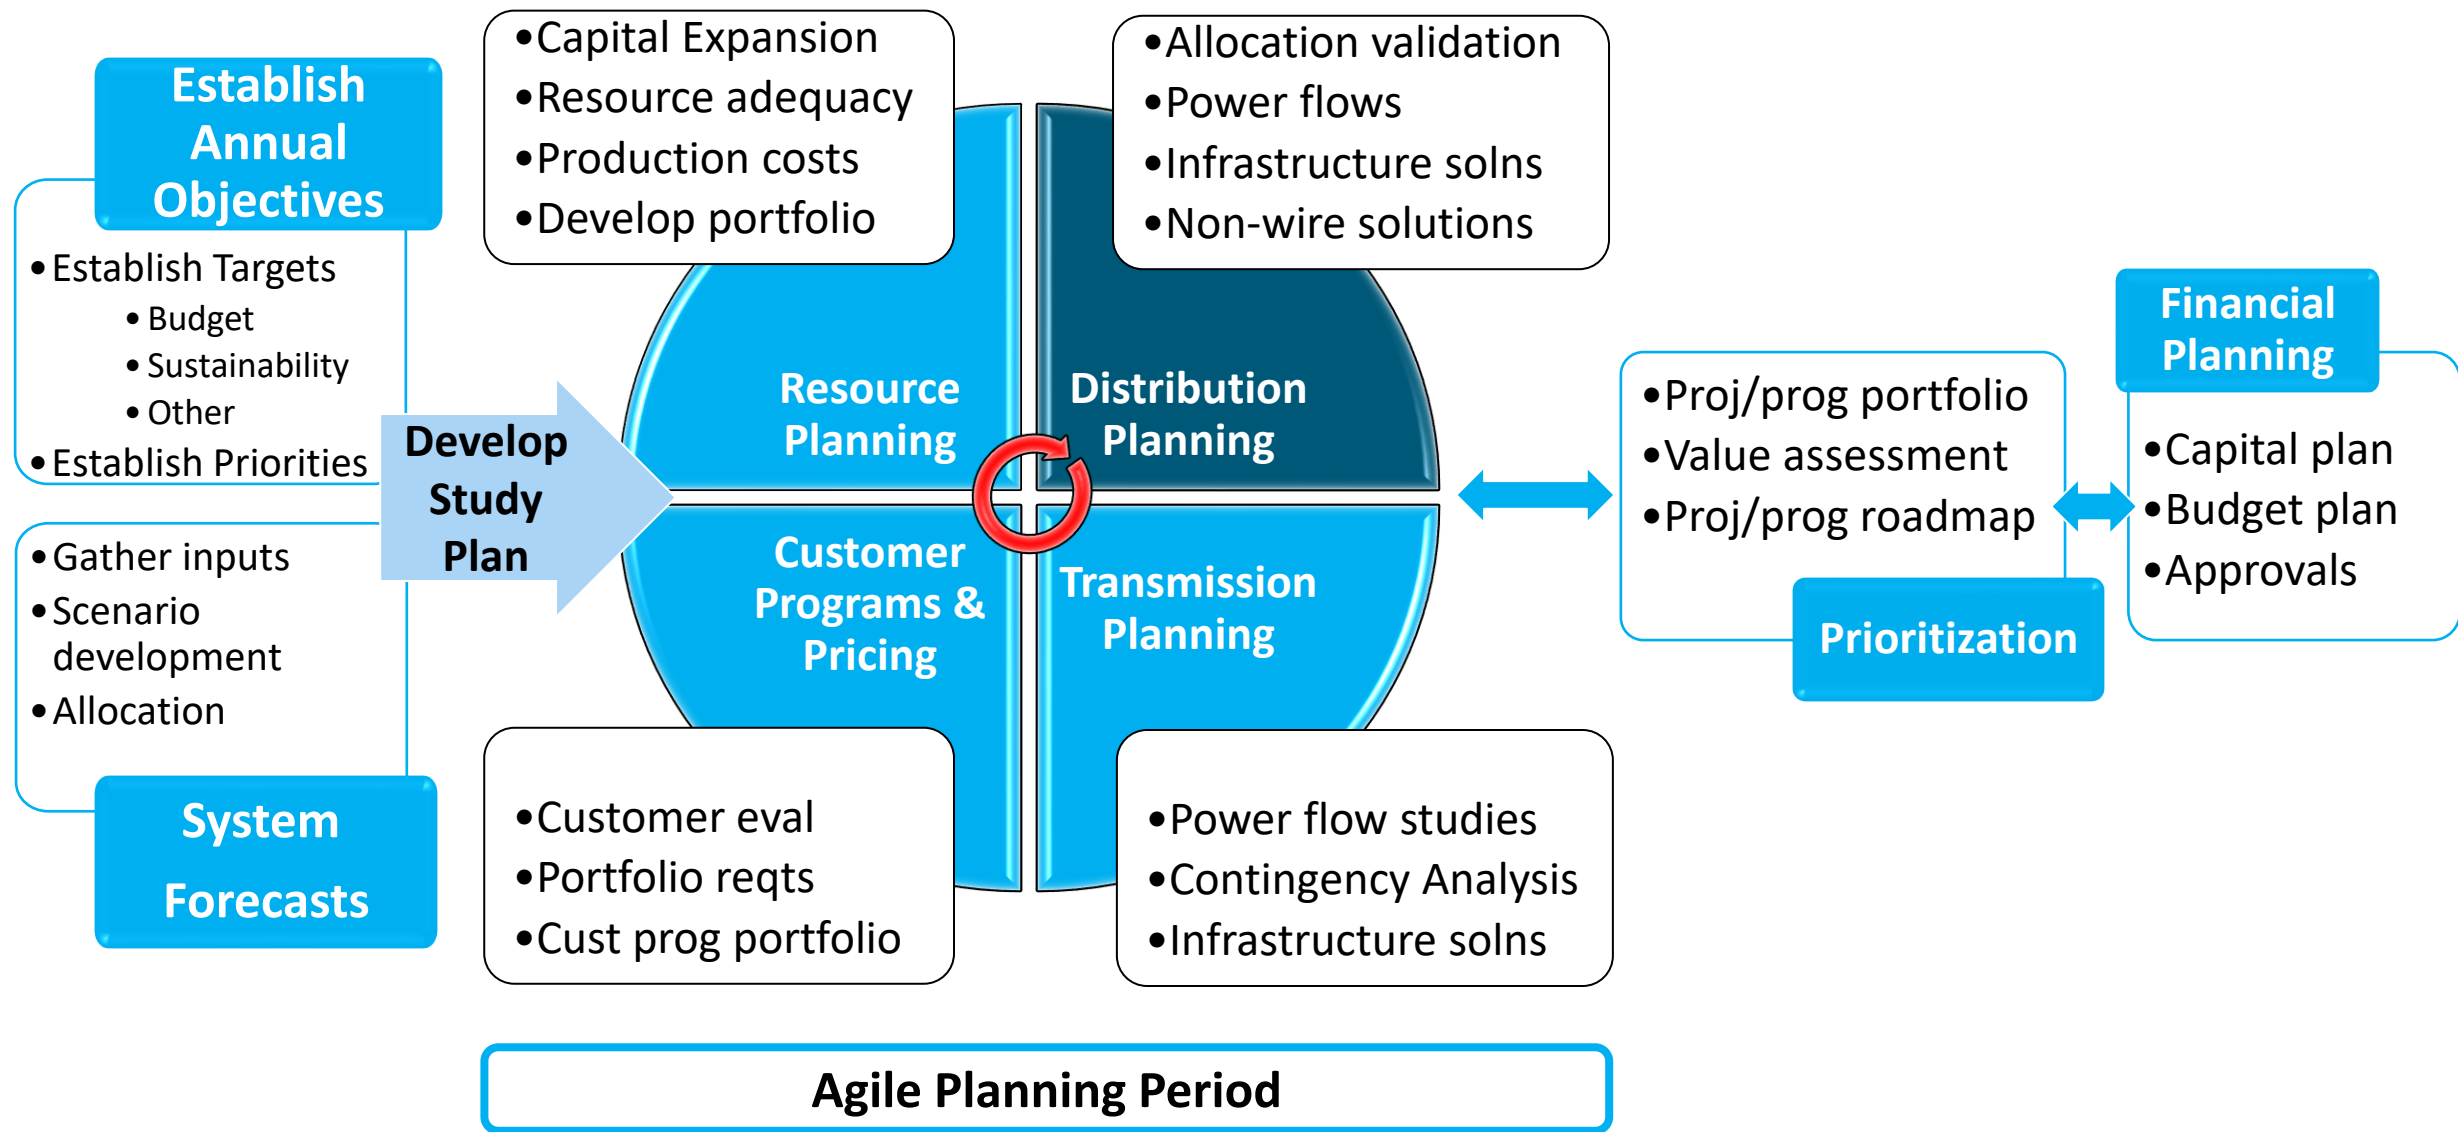 Establish
Annual
Objectives
•Establish Targets
•Budget
•Sustainability
•Other
•Establish Priorities
•Gather inputs
•Scenario
development
•Allocation
System
Forecasts
Develop
Study
Plan
•Capital Expansion
•Resource adequacy
•Production costs
•Develop portfolio
•Allocation validation
•Power flows
•Infrastructure solns
•Non-wire solutions
Resource
Planning
Distribution
Planning
Customer
Programs &
Pricing
Transmission
Planning
•Customer eval
•Portfolio reqts
•Cust prog portfolio
•Power flow studies
•Contingency Analysis
•Infrastructure solns
•Proj/prog portfolio
•Value assessment
•Proj/prog roadmap
Prioritization
Financial
Planning
•Capital plan
•Budget plan
•Approvals
Agile Planning Period